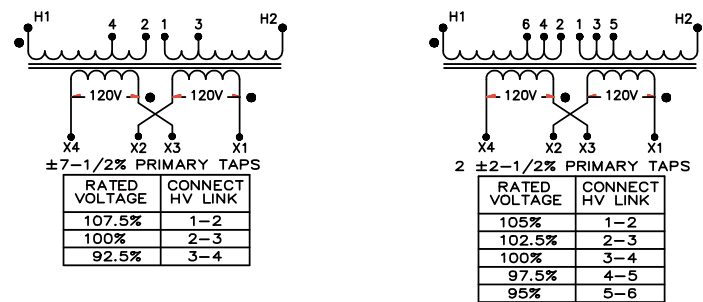 H1 4 2 1 3 H2
120V 120V
X4 X2 X3 X1
±7-1/2% PRIMARY TAPS
RATED VOLTAGE CONNECT HV LINK
107.5% 1-2
100% 2-3
92.5% 3-4
H1 6 4 2 1 3 5 H2
120V 120V
X4 X2 X3 X1
2 ±2-1/2% PRIMARY TAPS
RATED VOLTAGE CONNECT HV LINK
105% 1-2
102.5% 2-3
100% 3-4
97.5% 4-5
95% 5-6